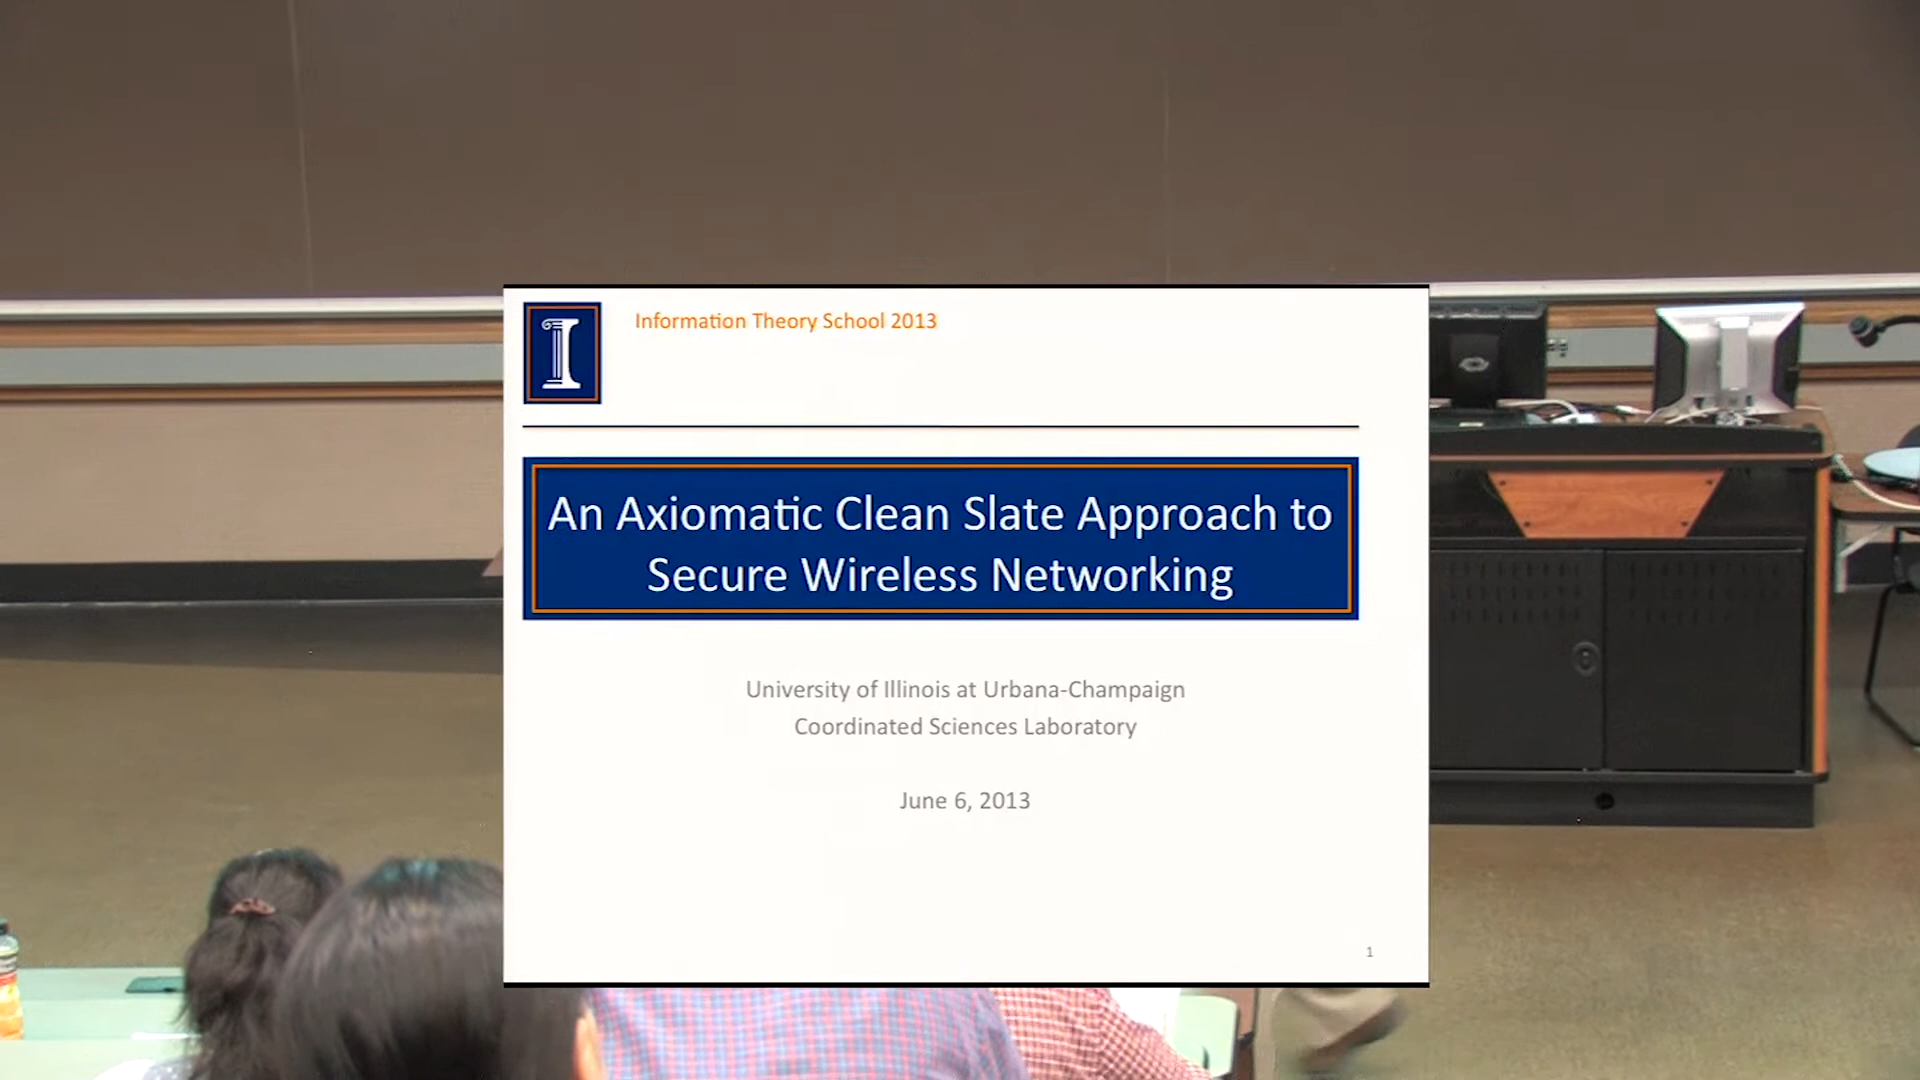 Information Theory School 2013
An Axiomatic Clean Slate Approach to
Secure Wireless Networking
University of Illinois at Urbana-Champaign
Coordinated Sciences Laboratory
June 6, 2013
1